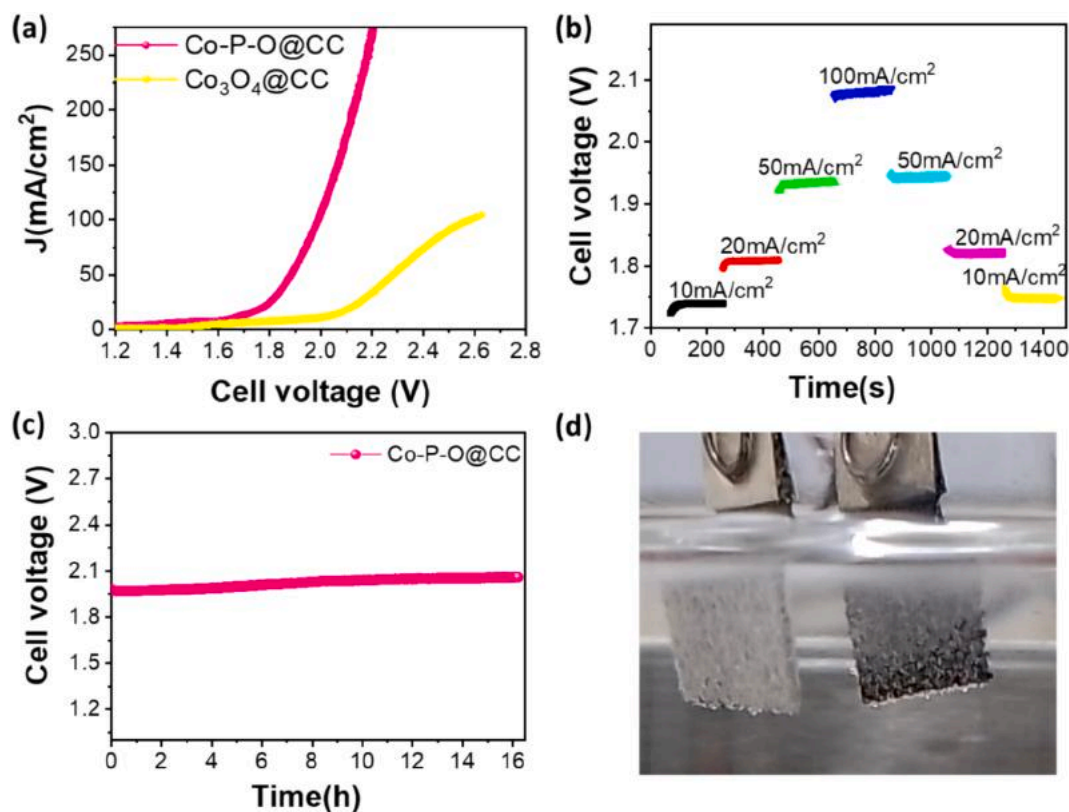 (a)
Co-P-O@CC
Co₃O₄@CC
J(mA/cm²)
250
200
150
100
50
0
1.2 1.4 1.6 1.8 2.0 2.2 2.4 2.6 2.8
Cell voltage (V)
(b)
Cell voltage (V)
2.1
2.0
1.9
1.8
1.7
100mA/cm²
50mA/cm²
50mA/cm²
20mA/cm²
20mA/cm²
10mA/cm²
10mA/cm²
0 200 400 600 800 1000 1200 1400
Time(s)
(c)
Co-P-O@CC
Cell voltage (V)
3.0
2.7
2.4
2.1
1.8
1.5
1.2
0 2 4 6 8 10 12 14 16
Time(h)
(d)